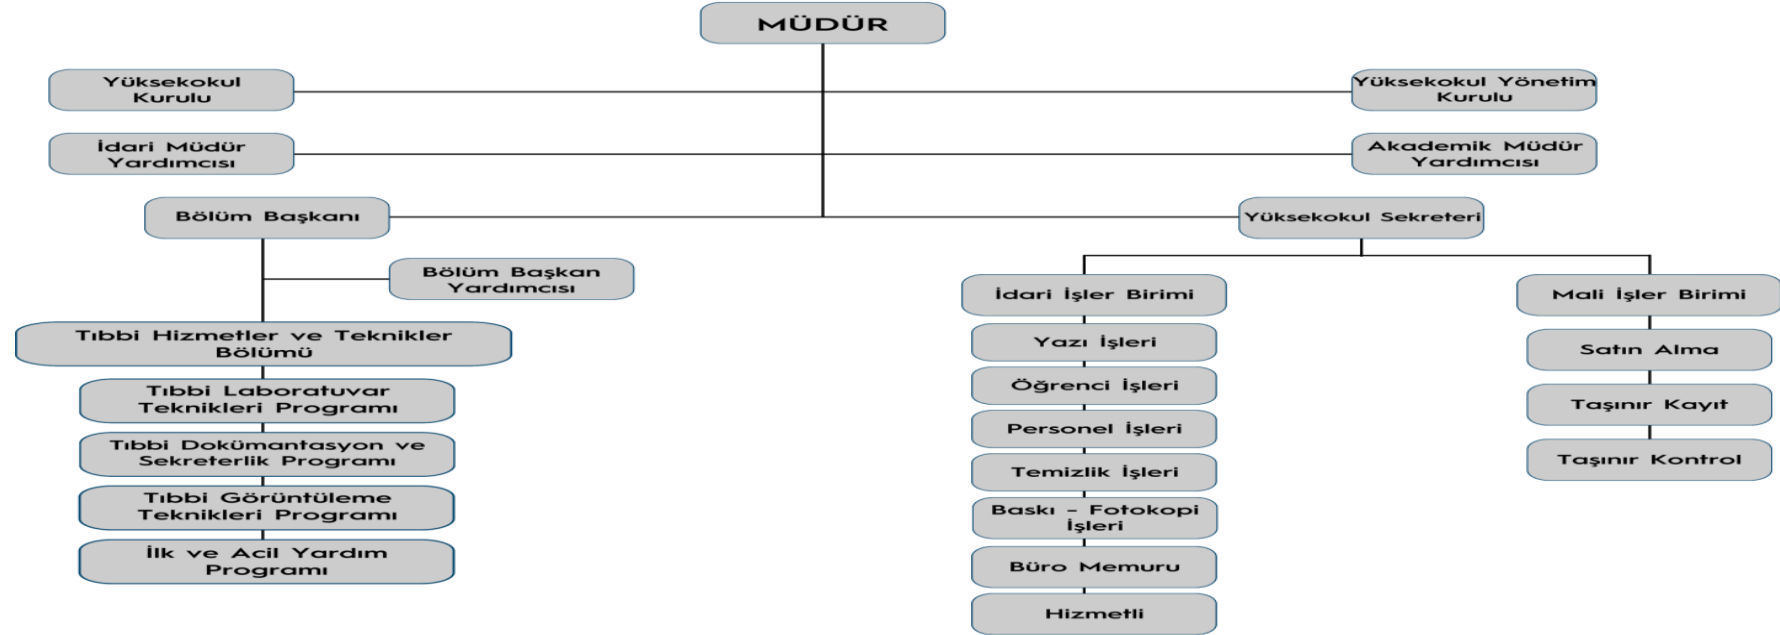 MÜDÜR
Yüksekokul
Kurulu
Yüksekokul Yönetim
Kurulu
İdari Müdür
Yardımcısı
Akademik Müdür
Yardımcısı
Bölüm Başkanı
Yüksekokul Sekreteri
Bölüm Başkan
Yardımcısı
Tıbbi Hizmetler ve Teknikler
Bölümü
Tıbbi Laboratuvar
Teknikleri Programı
Tıbbi Dokümantasyon ve
Sekreterlik Programı
Tıbbi Görüntüleme
Teknikleri Programı
İlk ve Acil Yardım
Programı
İdari İşler Birimi
Yazı İşleri
Öğrenci İşleri
Personel İşleri
Temizlik İşleri
Baskı - Fotokopi
İşleri
Büro Memuru
Hizmetli
Mali İşler Birimi
Satın Alma
Taşınır Kayıt
Taşınır Kontrol